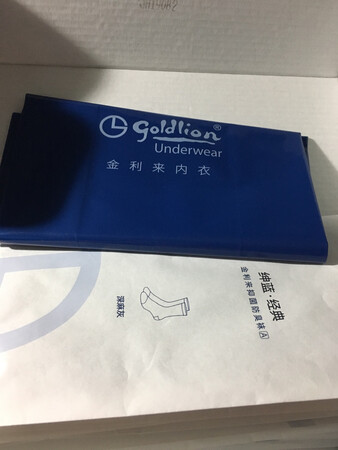 goldlion®
Underwear
金利来内衣
绅蓝·经典
金利来抑菌防臭袜 A
深麻灰